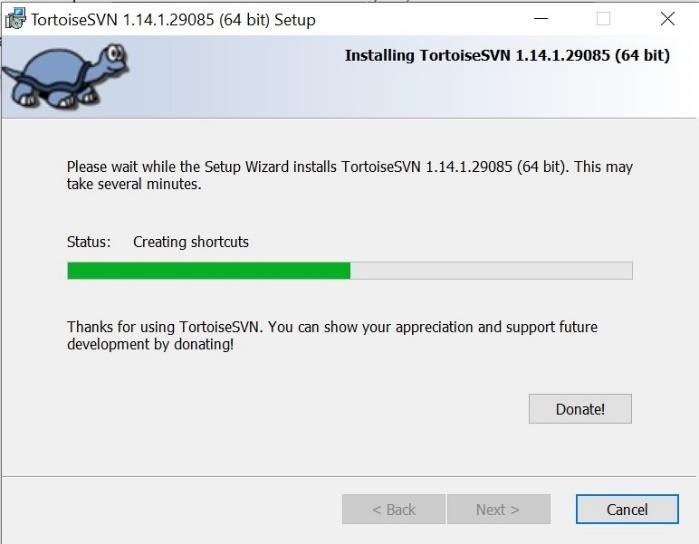 TortoiseSVN 1.14.1.29085 (64 bit) Setup
Installing TortoiseSVN 1.14.1.29085 (64 bit)
Please wait while the Setup Wizard installs TortoiseSVN 1.14.1.29085 (64 bit). This may
take several minutes.
Status: Creating shortcuts
Thanks for using TortoiseSVN. You can show your appreciation and support future
development by donating!
Donate!
< Back Next > Cancel